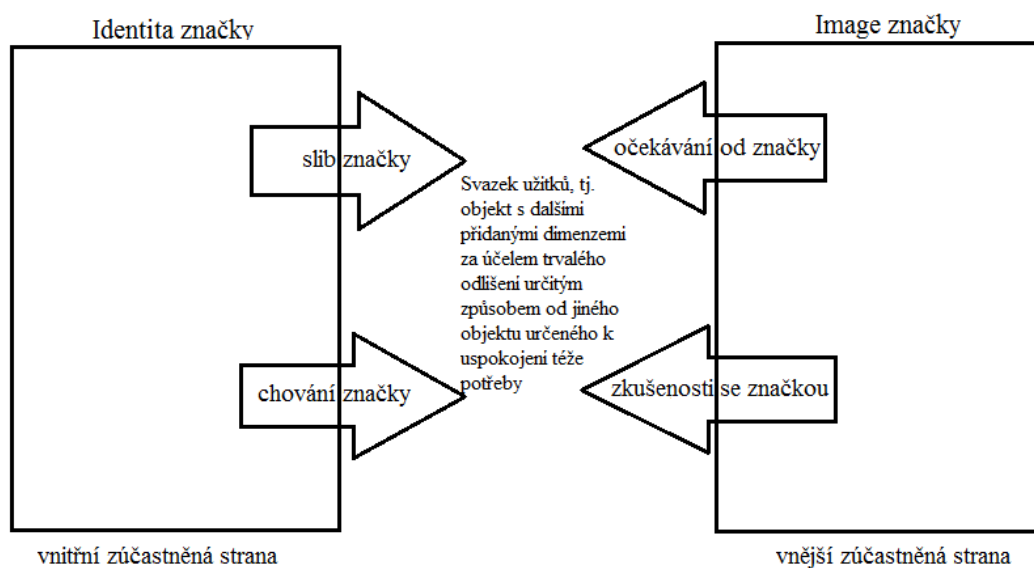 Identita značky
Image značky
slib značky
očekávání od značky
Svazek užitků, tj.
objekt s dalšími
přidanými dimenzemi
za účelem trvalého
odlišení určitým
způsobem od jiného
objektu určeného k
uspokojení téže
potřeby
chování značky
zkušenosti se značkou
vnitřní zúčastněná strana
vnější zúčastněná strana